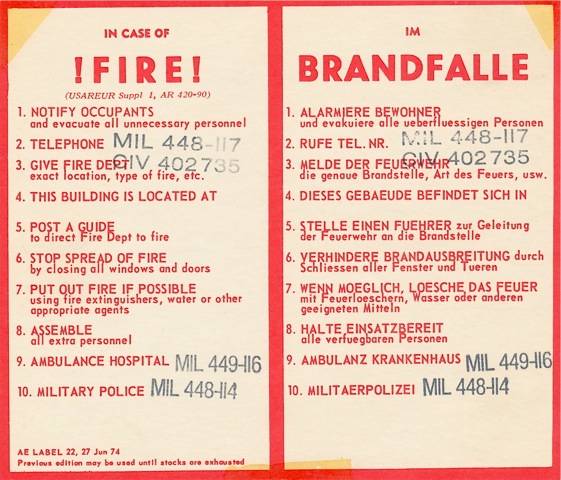 IN CASE OF
!FIRE!
(USAREUR Suppl 1, AR 420-90)
1. NOTIFY OCCUPANTS
and evacuate all unnecessary personnel
2. TELEPHONE MIL 448-117
CIV 402735
3. GIVE FIRE DEPT
exact location, type of fire, etc.
4. THIS BUILDING IS LOCATED AT
5. POST A GUIDE
to direct Fire Dept to fire
6. STOP SPREAD OF FIRE
by closing all windows and doors
7. PUT OUT FIRE IF POSSIBLE
using fire extinguishers, water or other
appropriate agents
8. ASSEMBLE
all extra personnel
9. AMBULANCE HOSPITAL MIL 449-116
10. MILITARY POLICE MIL 448-114
AE LABEL 22, 27 Jun 74
Previous edition may be used until stocks are exhausted
IM
BRANDFALLE
1. ALARMIERE BEWOHNER
und evakuiere alle ueberfluessigen Personen
2. RUFE TEL. NR. MIL 448-117
CIV 402735
3. MELDE DER FEUERWEHR
die genaue Brandstelle, Art des Feuers, usw.
4. DIESES GEBAEUDE BEFINDET SICH IN
5. STELLE EINEN FUEHRER zur Geleitung
der Feuerwehr an die Brandstelle
6. VERHINDERE BRANDAUSBREITUNG durch
Schliessen aller Fenster und Tueren
7. WENN MOEGLICH, LOESCHE DAS FEUER
mit Feuerloeschern, Wasser oder anderen
geeigneten Mitteln
8. HALTE EINSATZBEREIT
alle verfuegbaren Personen
9. AMBULANZ KRANKENHAUS MIL 449-116
10. MILITAERPOLIZEI MIL 448-114